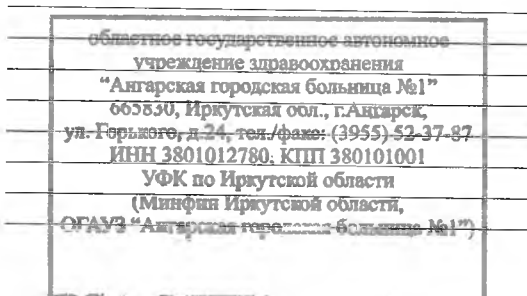 областное государственное автономное
учреждение здравоохранения
“Ангарская городская больница №1”
665830, Иркутская обл., г.Ангарск,
ул. Горького, д.24, тел./факс: (3955) 52-37-87
ИНН 3801012780, КПП 380101001
УФК по Иркутской области
(Минфин Иркутской области,
ОГАУЗ “Ангарская городская больница №1”)